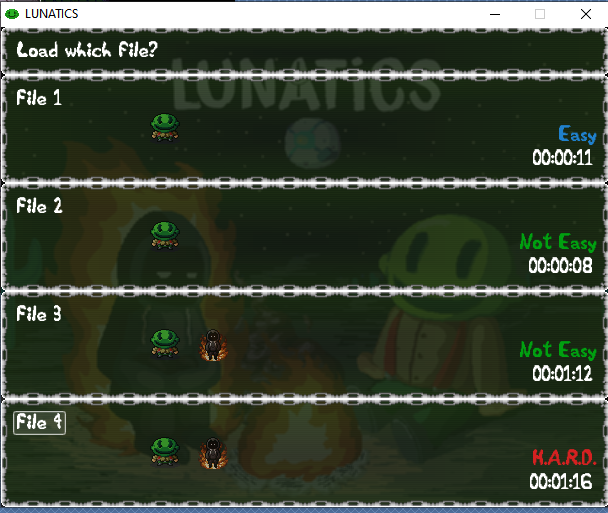 LUNATICS
Load which file?
LUNATICS
File 1
Easy
00:00:11
File 2
Not Easy
00:00:08
File 3
Not Easy
00:01:12
File 4
H.A.R.D.
00:01:16